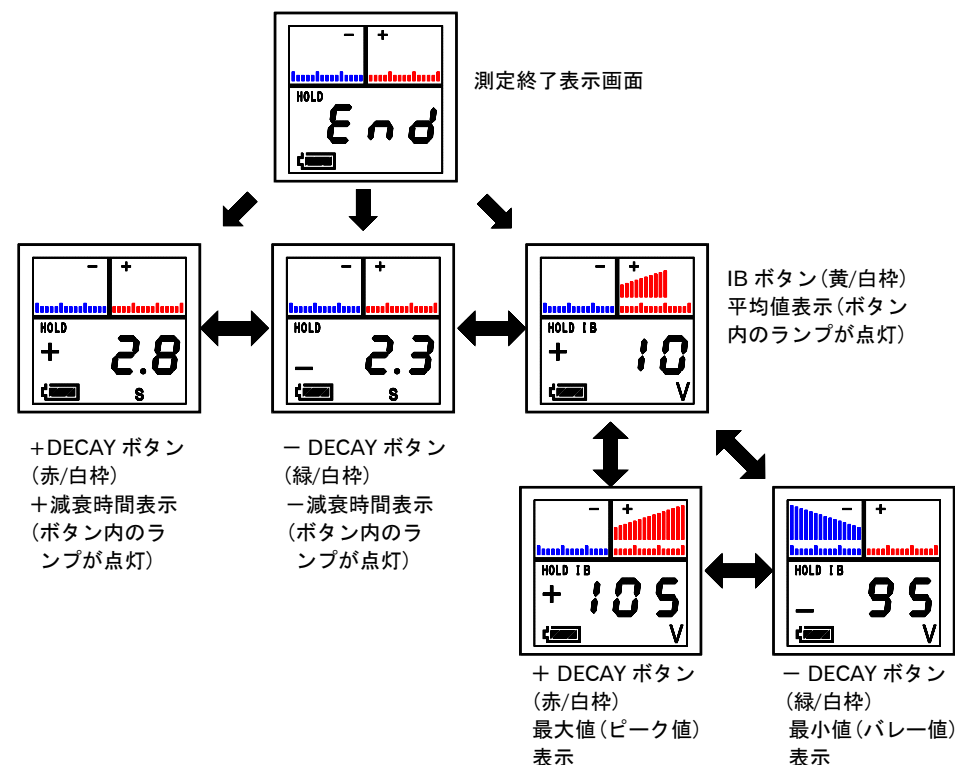 − +
HOLD
End
測定終了表示画面
− +
HOLD
+ 2.8
S
− +
HOLD
− 2.3
S
− +
HOLD IB
+ 10
V
IB ボタン(黄/白枠)
平均値表示(ボタン
内のランプが点灯)
+DECAY ボタン
(赤/白枠)
+減衰時間表示
(ボタン内のラ
ンプが点灯)
− DECAY ボタン
(緑/白枠)
−減衰時間表示
(ボタン内のラ
ンプが点灯)
− +
HOLD IB
+ 105
V
− +
HOLD IB
− 95
V
+ DECAY ボタン
(赤/白枠)
最大値(ピーク値)
表示
− DECAY ボタン
(緑/白枠)
最小値(バレー値)
表示